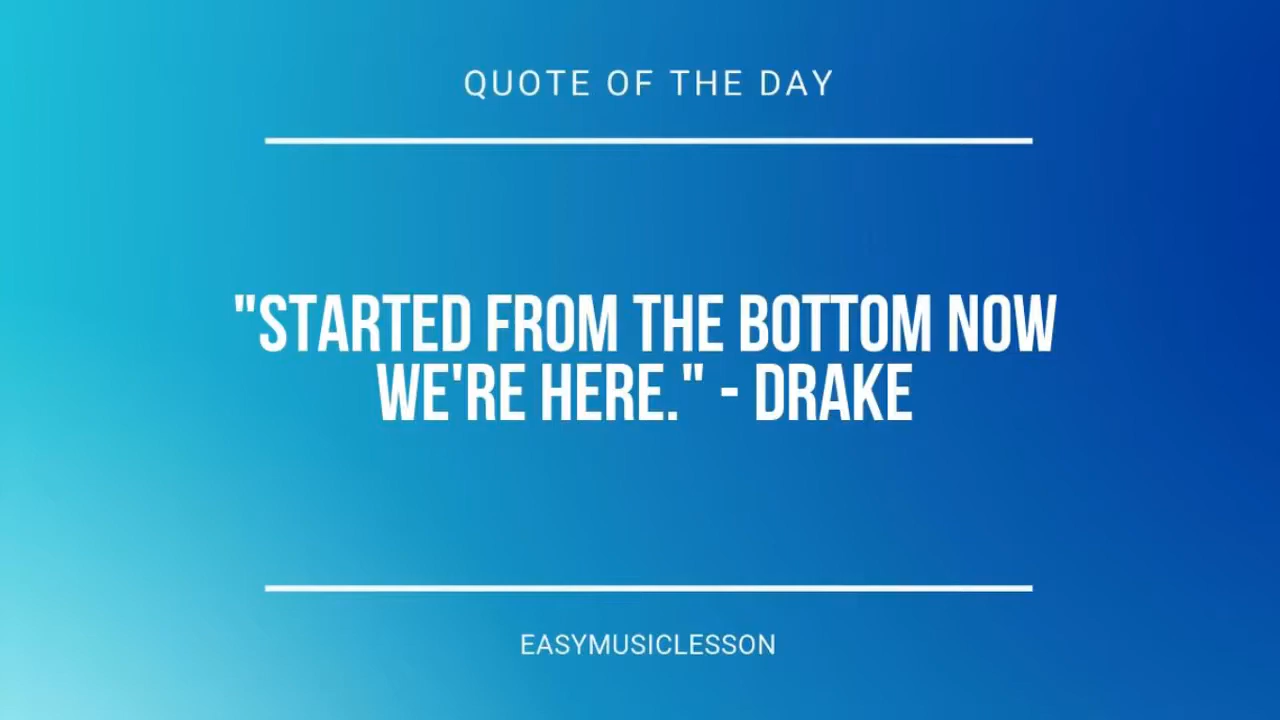 QUOTE OF THE DAY
"STARTED FROM THE BOTTOM NOW
WE'RE HERE." - DRAKE
EASYMUSICLESSON